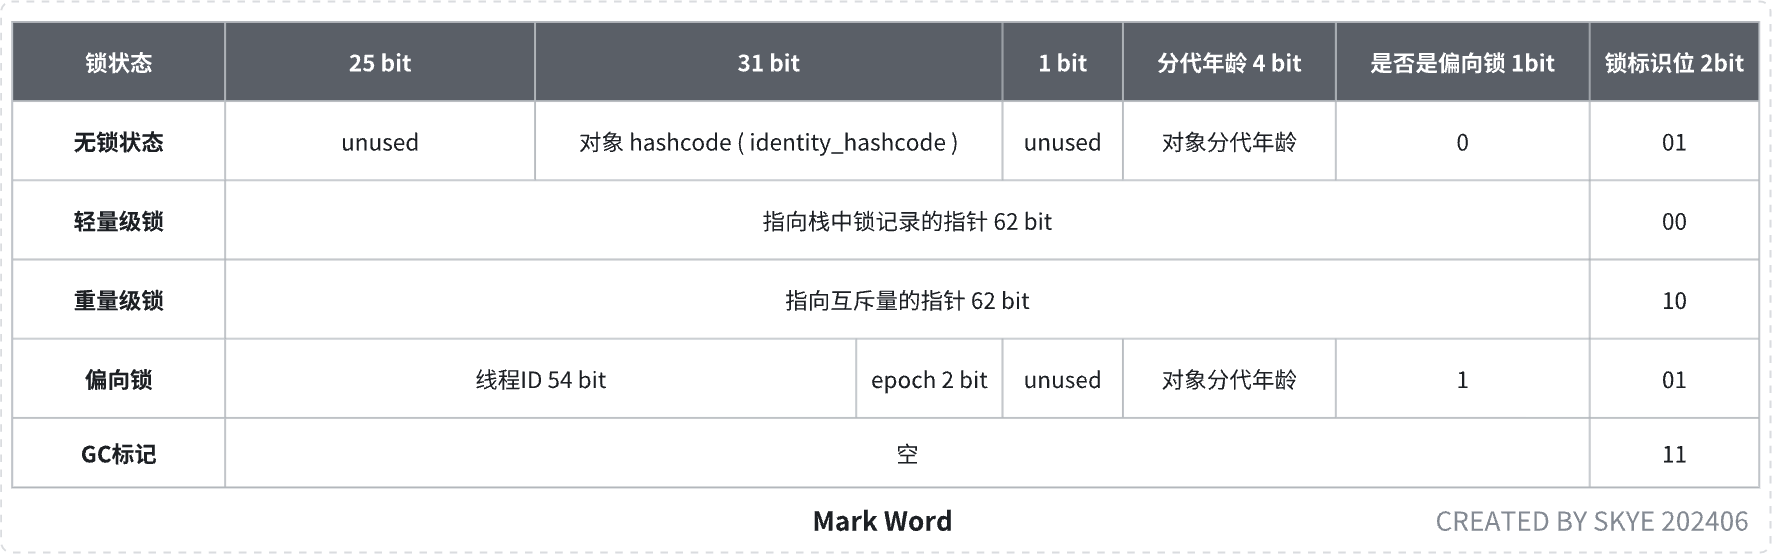 锁状态 25 bit 31 bit 1 bit 分代年龄 4 bit 是否是偏向锁 1bit 锁标识位 2bit
无锁状态 unused 对象 hashcode ( identity_hashcode ) unused 对象分代年龄 0 01
轻量级锁 指向栈中锁记录的指针 62 bit 00
重量级锁 指向互斥量的指针 62 bit 10
偏向锁 线程ID 54 bit epoch 2 bit unused 对象分代年龄 1 01
GC标记 空 11
Mark Word CREATED BY SKYE 202406